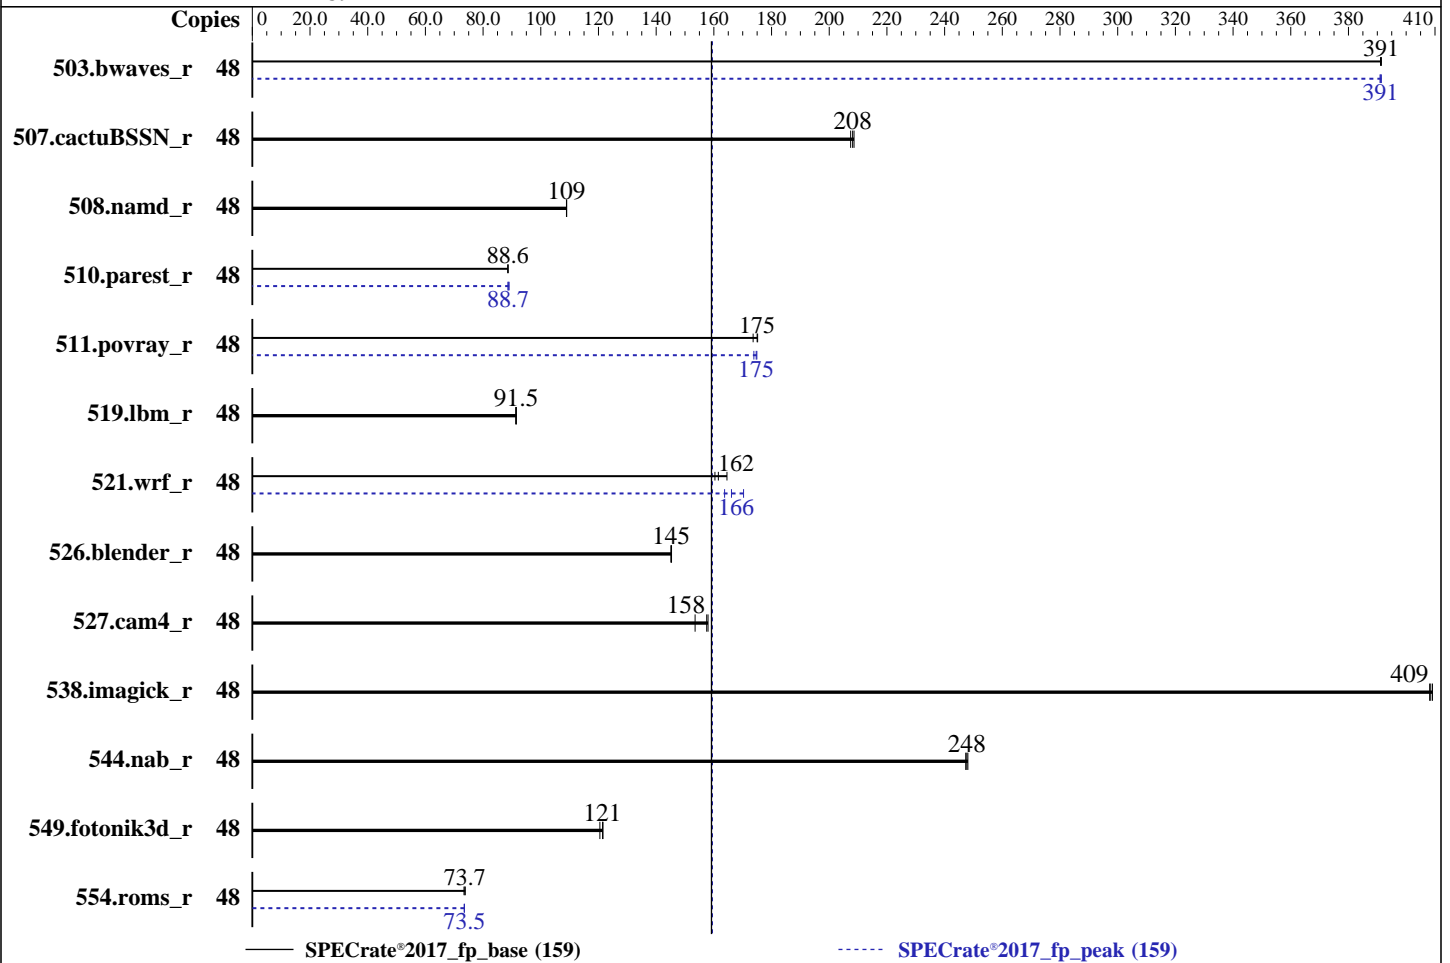 Copies 0 20.0 40.0 60.0 80.0 100 120 140 160 180 200 220 240 260 280 300 320 340 360 380 410
503.bwaves_r 48 391
391
507.cactuBSSN_r 48 208
508.namd_r 48 109
510.parest_r 48 88.6
88.7
511.povray_r 48 175
175
519.lbm_r 48 91.5
521.wrf_r 48 162
166
526.blender_r 48 145
527.cam4_r 48 158
538.imagick_r 48 409
544.nab_r 48 248
549.fotonik3d_r 48 121
554.roms_r 48 73.7
73.5
SPECrate®2017_fp_base (159) SPECrate®2017_fp_peak (159)